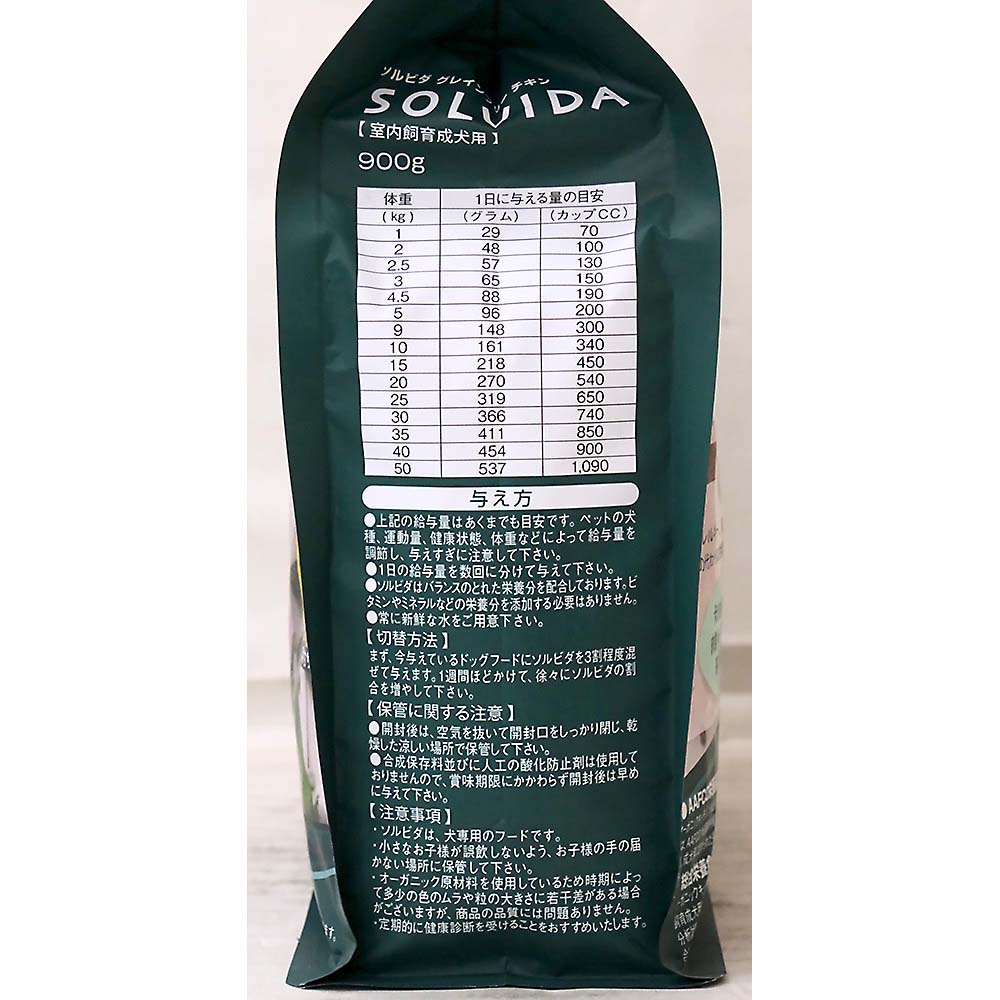 ソルビダ グレイン チキン
SOLVIDA
【室内飼育成犬用】
900g
体重 1日に与える量の目安
(kg) (グラム) (カップCC)
1 29 70
2 48 100
2.5 57 130
3 65 150
4.5 88 190
5 96 200
9 148 300
10 161 340
15 218 450
20 270 540
25 319 650
30 366 740
35 411 850
40 454 900
50 537 1,090
与え方
●上記の給与量はあくまでも目安です。ペットの犬
種、運動量、健康状態、体重などによって給与量を
調節し、与えすぎに注意して下さい。
●1日の給与量を数回に分けて与えて下さい。
●ソルビダはバランスのとれた栄養分を配合しております。ビ
タミンやミネラルなどの栄養分を添加する必要はありません。
●常に新鮮な水をご用意下さい。
【切替方法】
まず、今与えているドッグフードにソルビダを3割程度混
ぜて与えます。1週間ほどかけて、徐々にソルビダの割
合を増やして下さい。
【保管に関する注意】
●開封後は、空気を抜いて開封口をしっかり閉じ、乾
燥した涼しい場所で保管して下さい。
●合成保存料並びに人工の酸化防止剤は使用して
おりませんので、賞味期限にかかわらず開封後は早め
に与えて下さい。
【注意事項】
・ソルビダは、犬専用のフードです。
・小さなお子様が誤飲しないよう、お子様の手の届
かない場所に保管して下さい。
・オーガニック原材料を使用しているため時期によっ
て多少の色のムラや粒の大きさに若干差がある場合
がございますが、商品の品質には問題ありません。
・定期的に健康診断を受けることをおすすめいたします。